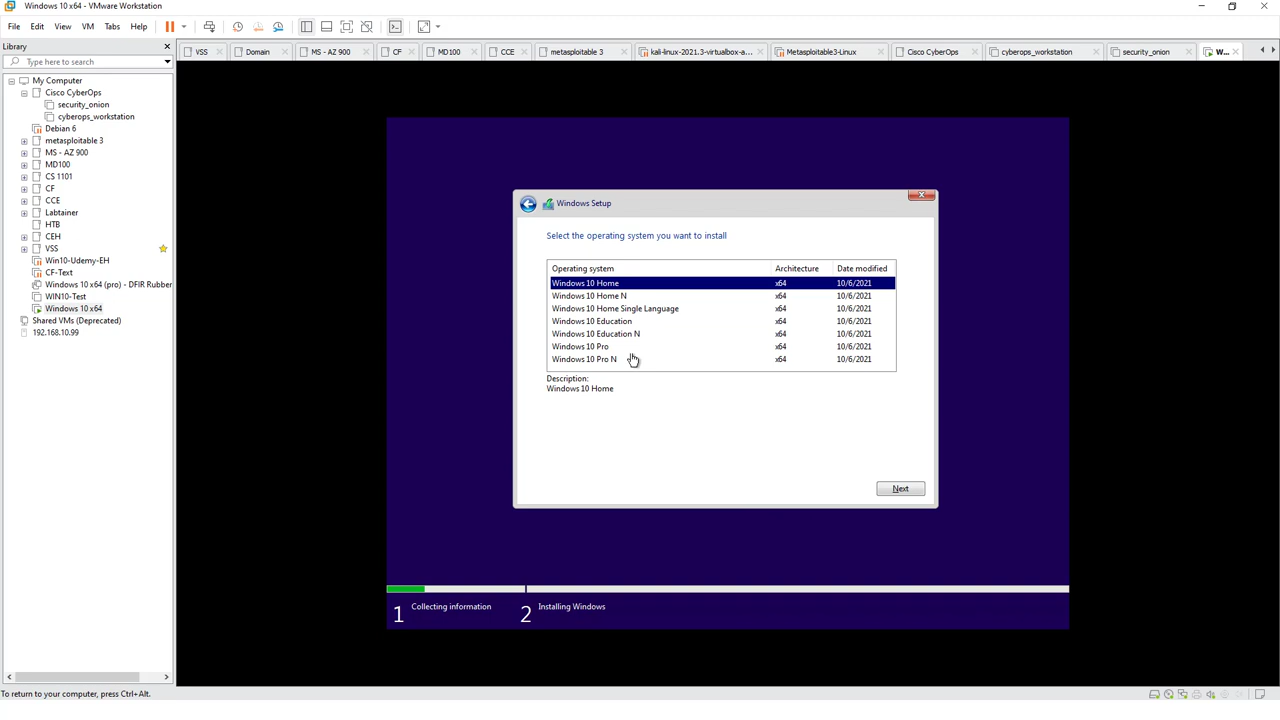 Windows 10 x64 - VMware Workstation
File Edit View VM Tabs Help
Library
Type here to search
VSS Domain MS - AZ 900 CF MD100 CCE metasploitable 3 kali-linux-2021.3-virtualbox-a... Metasploitable3-Linux Cisco CyberOps cyberops_workstation security_onion W...
My Computer
Cisco CyberOps
security_onion
cyberops_workstation
Debian 6
metasploitable 3
MS - AZ 900
MD100
CS 1101
CF
CCE
Labtainer
HTB
CEH
VSS
Win10-Udemy-EH
CF-Text
Windows 10 x64 (pro) - DFIR Rubber
WIN10-Test
Windows 10 x64
Shared VMs (Deprecated)
192.168.10.99
Windows Setup
Select the operating system you want to install
Operating system Architecture Date modified
Windows 10 Home x64 10/6/2021
Windows 10 Home N x64 10/6/2021
Windows 10 Home Single Language x64 10/6/2021
Windows 10 Education x64 10/6/2021
Windows 10 Education N x64 10/6/2021
Windows 10 Pro x64 10/6/2021
Windows 10 Pro N x64 10/6/2021
Description:
Windows 10 Home
Next
1 Collecting information 2 Installing Windows
To return to your computer, press Ctrl+Alt.